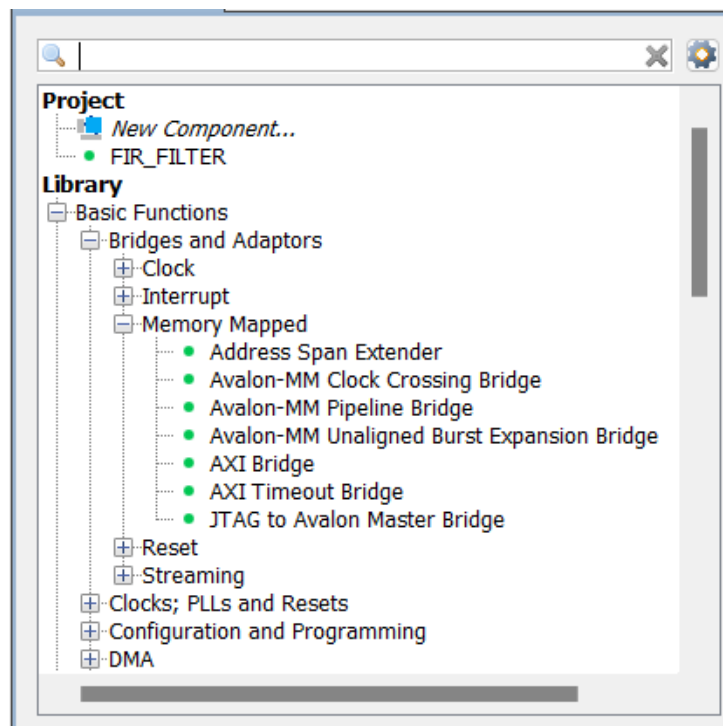 Project
New Component...
FIR_FILTER
Library
Basic Functions
Bridges and Adaptors
Clock
Interrupt
Memory Mapped
Address Span Extender
Avalon-MM Clock Crossing Bridge
Avalon-MM Pipeline Bridge
Avalon-MM Unaligned Burst Expansion Bridge
AXI Bridge
AXI Timeout Bridge
JTAG to Avalon Master Bridge
Reset
Streaming
Clocks; PLLs and Resets
Configuration and Programming
DMA